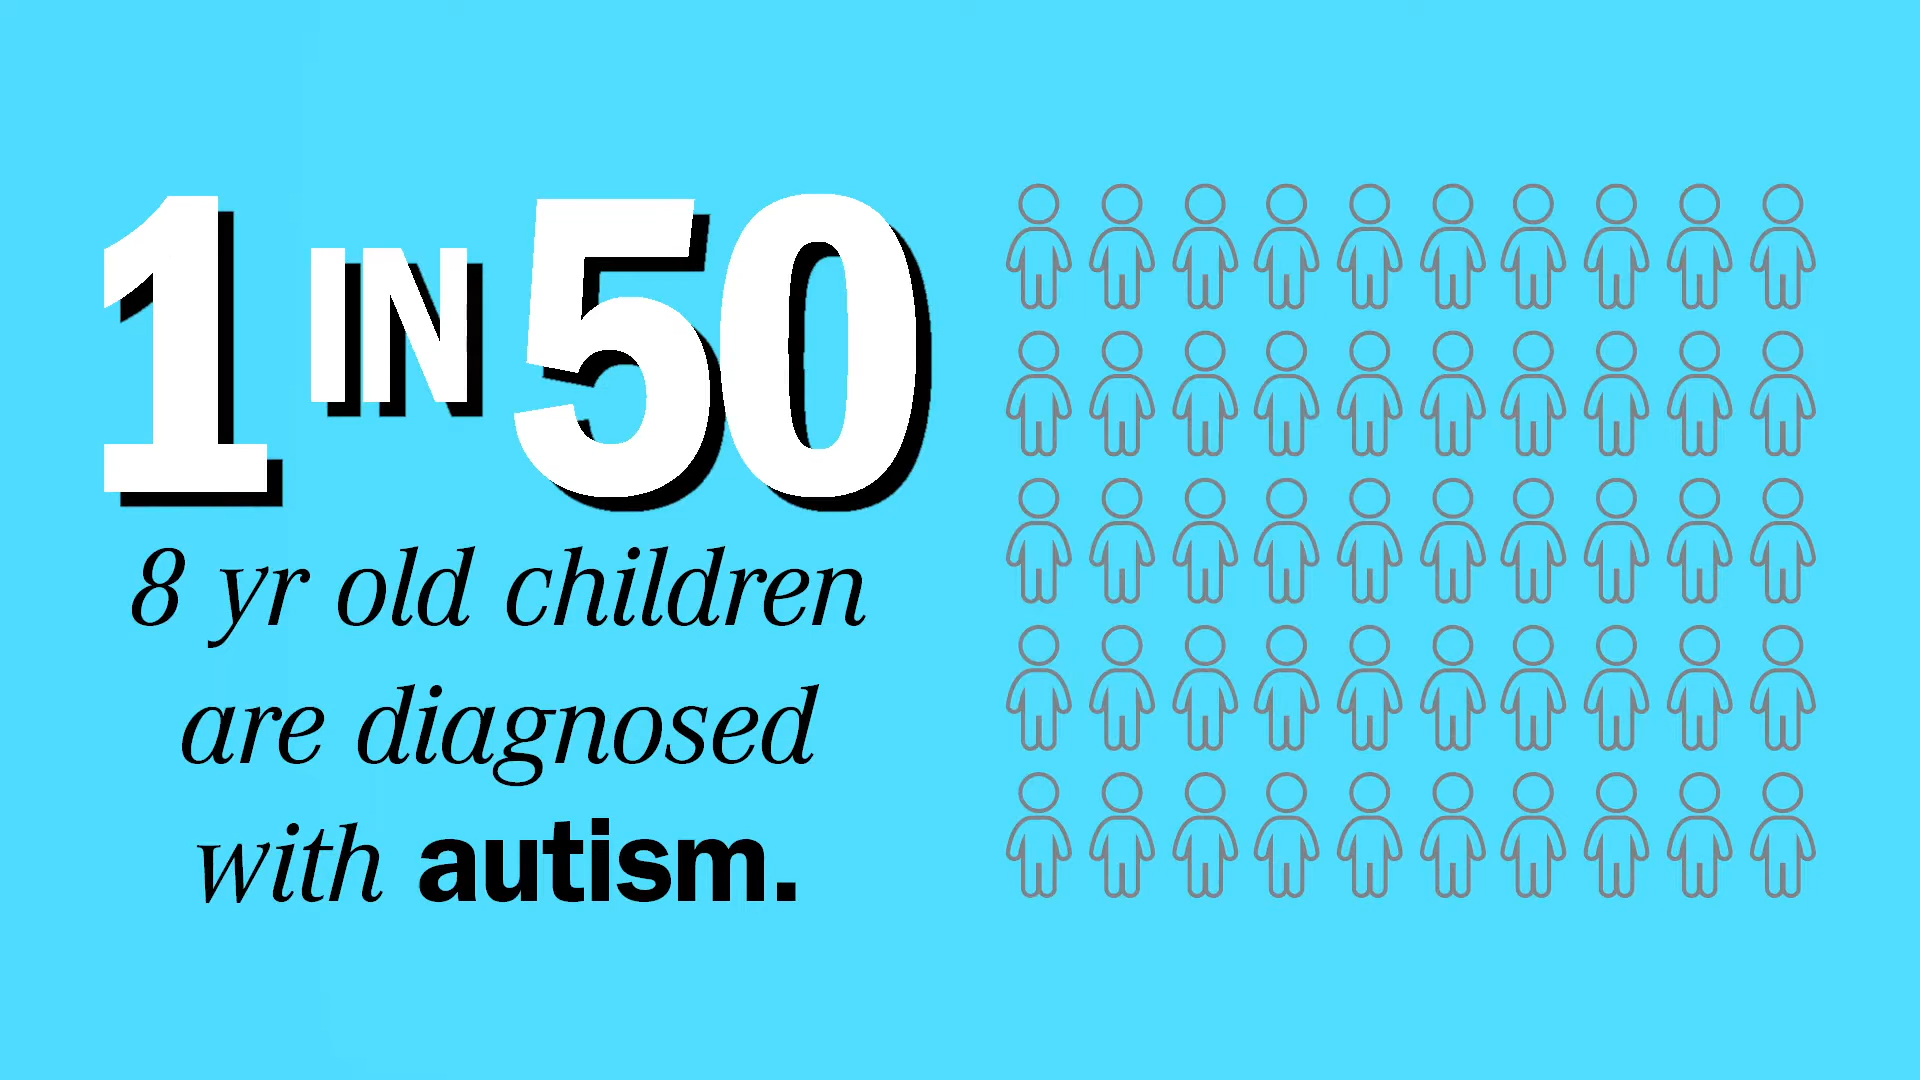 1 IN 50
8 yr old children
are diagnosed
with autism.